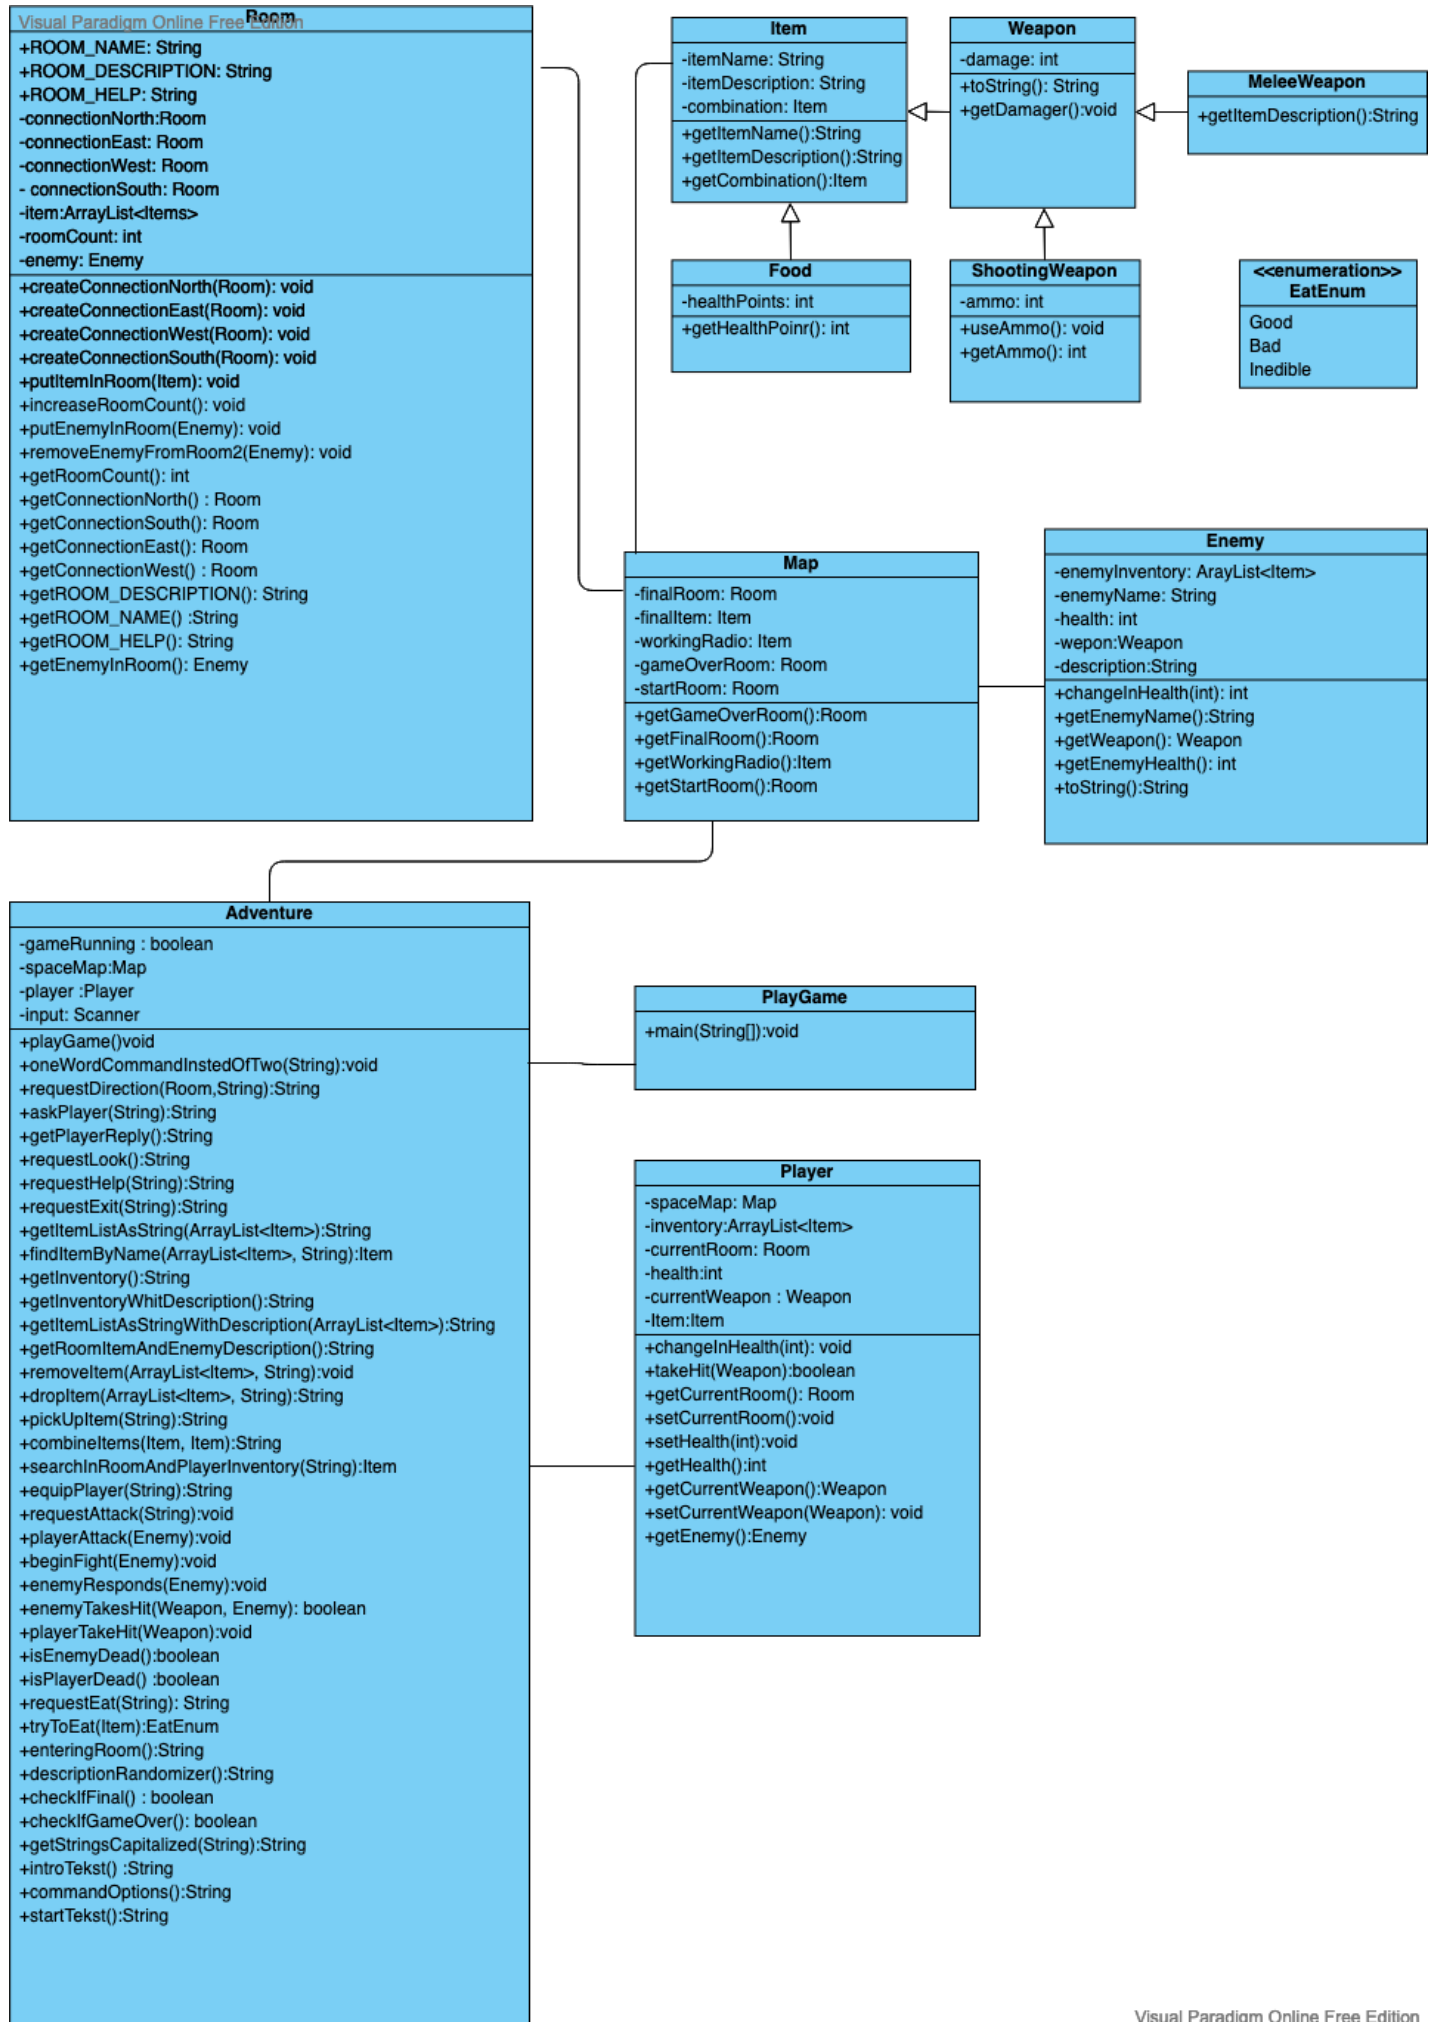 Visual Paradigm Online Free Edition
Room
+ROOM_NAME: String
+ROOM_DESCRIPTION: String
+ROOM_HELP: String
-connectionNorth:Room
-connectionEast: Room
-connectionWest: Room
- connectionSouth: Room
-item:ArrayList<Items>
-roomCount: int
-enemy: Enemy
+createConnectionNorth(Room): void
+createConnectionEast(Room): void
+createConnectionWest(Room): void
+createConnectionSouth(Room): void
+putItemInRoom(Item): void
+increaseRoomCount(): void
+putEnemyInRoom(Enemy): void
+removeEnemyFromRoom2(Enemy): void
+getRoomCount(): int
+getConnectionNorth() : Room
+getConnectionSouth(): Room
+getConnectionEast(): Room
+getConnectionWest() : Room
+getROOM_DESCRIPTION(): String
+getROOM_NAME() :String
+getROOM_HELP(): String
+getEnemyInRoom(): Enemy
Item
-itemName: String
-itemDescription: String
-combination: Item
+getItemName():String
+getItemDescription():String
+getCombination():Item
Weapon
-damage: int
+toString(): String
+getDamager():void
MeleeWeapon
+getItemDescription():String
Food
-healthPoints: int
+getHealthPoinr(): int
ShootingWeapon
-ammo: int
+useAmmo(): void
+getAmmo(): int
<<enumeration>>
EatEnum
Good
Bad
Inedible
Map
-finalRoom: Room
-finalItem: Item
-workingRadio: Item
-gameOverRoom: Room
-startRoom: Room
+getGameOverRoom():Room
+getFinalRoom():Room
+getWorkingRadio():Item
+getStartRoom():Room
Enemy
-enemyInventory: ArayList<Item>
-enemyName: String
-health: int
-wepon:Weapon
-description:String
+changeInHealth(int): int
+getEnemyName():String
+getWeapon(): Weapon
+getEnemyHealth(): int
+toString():String
Adventure
-gameRunning : boolean
-spaceMap:Map
-player :Player
-input: Scanner
+playGame()void
+oneWordCommandInstedOfTwo(String):void
+requestDirection(Room,String):String
+askPlayer(String):String
+getPlayerReply():String
+requestLook():String
+requestHelp(String):String
+requestExit(String):String
+getItemListAsString(ArrayList<Item>):String
+findItemByName(ArrayList<Item>, String):Item
+getInventory():String
+getInventoryWhitDescription():String
+getItemListAsStringWithDescription(ArrayList<Item>):String
+getRoomItemAndEnemyDescription():String
+removeItem(ArrayList<Item>, String):void
+dropItem(ArrayList<Item>, String):String
+pickUpItem(String):String
+combineItems(Item, Item):String
+searchInRoomAndPlayerInventory(String):Item
+equipPlayer(String):String
+requestAttack(String):void
+playerAttack(Enemy):void
+beginFight(Enemy):void
+enemyResponds(Enemy):void
+enemyTakesHit(Weapon, Enemy): boolean
+playerTakeHit(Weapon):void
+isEnemyDead():boolean
+isPlayerDead() :boolean
+requestEat(String): String
+tryToEat(Item):EatEnum
+enteringRoom():String
+descriptionRandomizer():String
+checkIfFinal() : boolean
+checkIfGameOver(): boolean
+getStringsCapitalized(String):String
+introTekst() :String
+commandOptions():String
+startTekst():String
PlayGame
+main(String[]):void
Player
-spaceMap: Map
-inventory:ArrayList<Item>
-currentRoom: Room
-health:int
-currentWeapon : Weapon
-Item:Item
+changeInHealth(int): void
+takeHit(Weapon):boolean
+getCurrentRoom(): Room
+setCurrentRoom():void
+setHealth(int):void
+getHealth():int
+getCurrentWeapon():Weapon
+setCurrentWeapon(Weapon): void
+getEnemy():Enemy
Visual Paradigm Online Free Edition